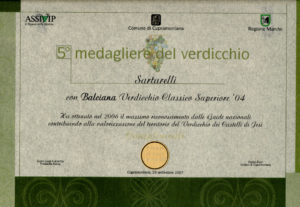 ASSIVIP
Comune di Cupramontana
Regione Marche
5° medagliere del verdicchio
Sartarelli
con Balciana Verdicchio Classico Superiore '04
Ha ottenuto nel 2006 il massimo riconoscimento dalle Guide nazionali
contribuendo alla valorizzazione del territorio del Verdicchio dei Castelli di Jesi
Cupramontana, 29 settembre 2007